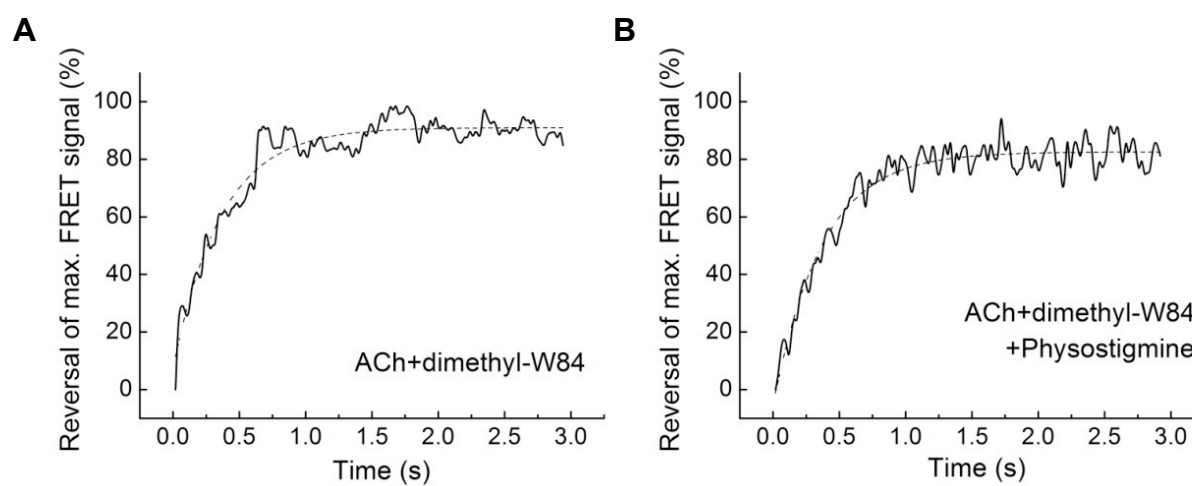 A
Reversal of max. FRET signal (%)
100
80
60
40
20
0
ACh+dimethyl-W84
0.0 0.5 1.0 1.5 2.0 2.5 3.0
Time (s)
B
Reversal of max. FRET signal (%)
100
80
60
40
20
0
ACh+dimethyl-W84
+Physostigmine
0.0 0.5 1.0 1.5 2.0 2.5 3.0
Time (s)